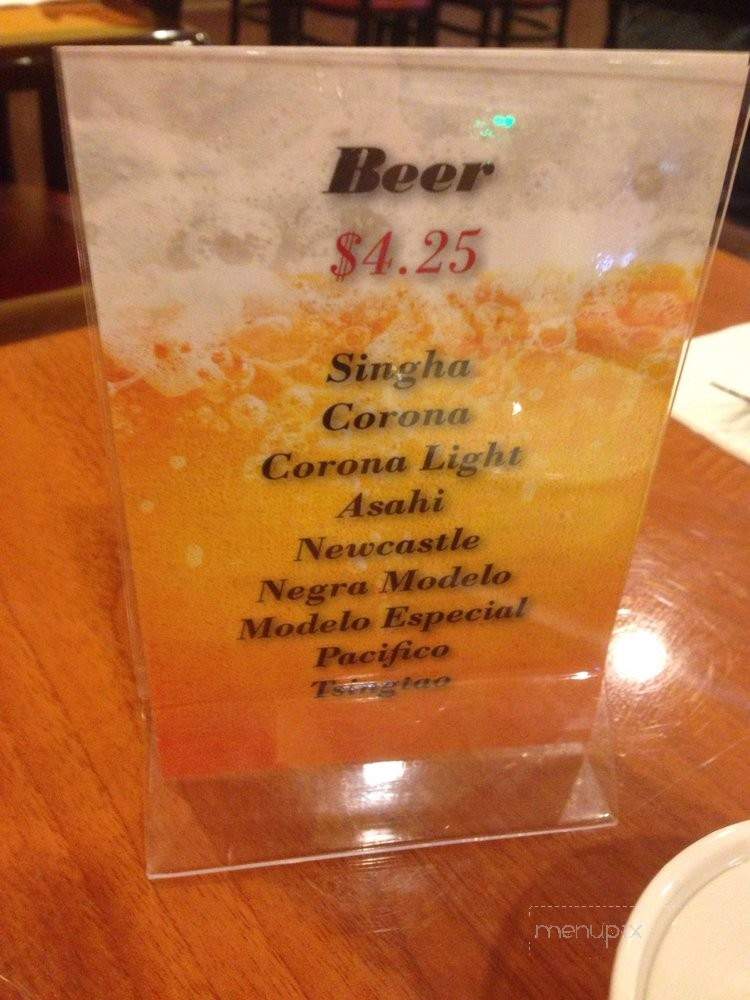 Beer
$4.25
Singha
Corona
Corona Light
Asahi
Newcastle
Negra Modelo
Modelo Especial
Pacifico
Tsingtao
menupix